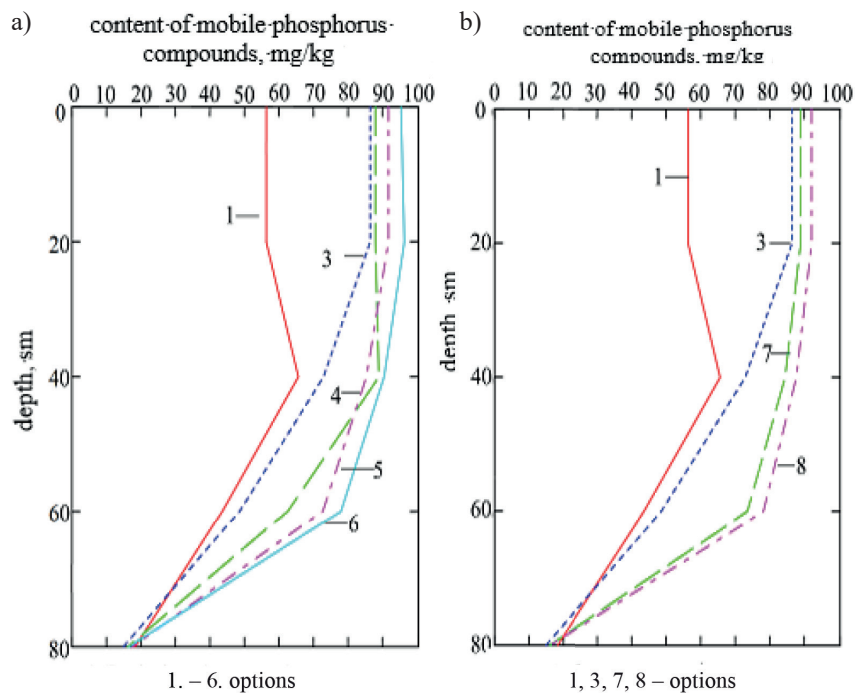 a)
content of mobile phosphorus
compounds, mg/kg
0 10 20 30 40 50 60 70 80 90 100
0
20
40
60
80
depth, sm
1
3
4
5
6
1. – 6. options
b)
content of mobile phosphorus
compounds, mg/kg
0 10 20 30 40 50 60 70 80 90 100
0
20
40
60
80
depth, sm
1
3
7
8
1, 3, 7, 8 – options